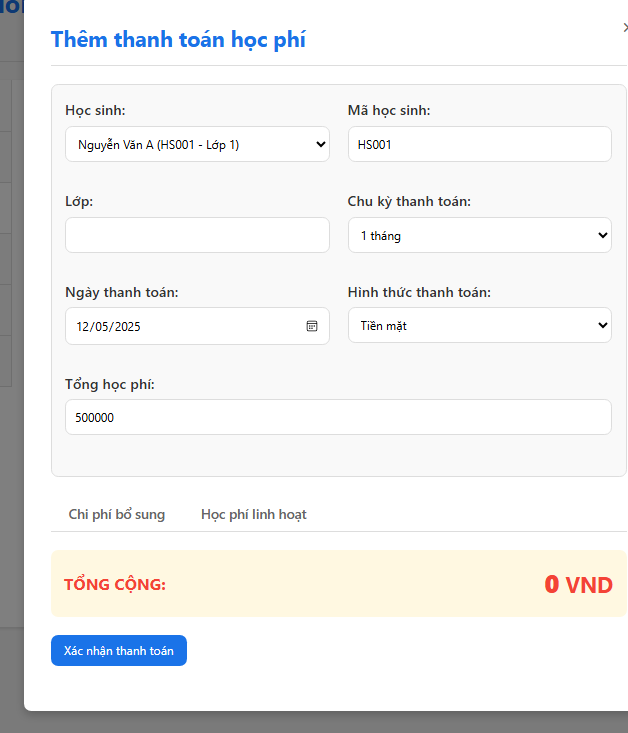 Thêm thanh toán học phí
×
Học sinh: Mã học sinh:
Nguyễn Văn A (HS001 - Lớp 1) HS001
Lớp: Chu kỳ thanh toán:
1 tháng
Ngày thanh toán: Hình thức thanh toán:
12/05/2025 Tiền mặt
Tổng học phí:
500000
Chi phí bổ sung Học phí linh hoạt
TỔNG CỘNG: 0 VND
Xác nhận thanh toán